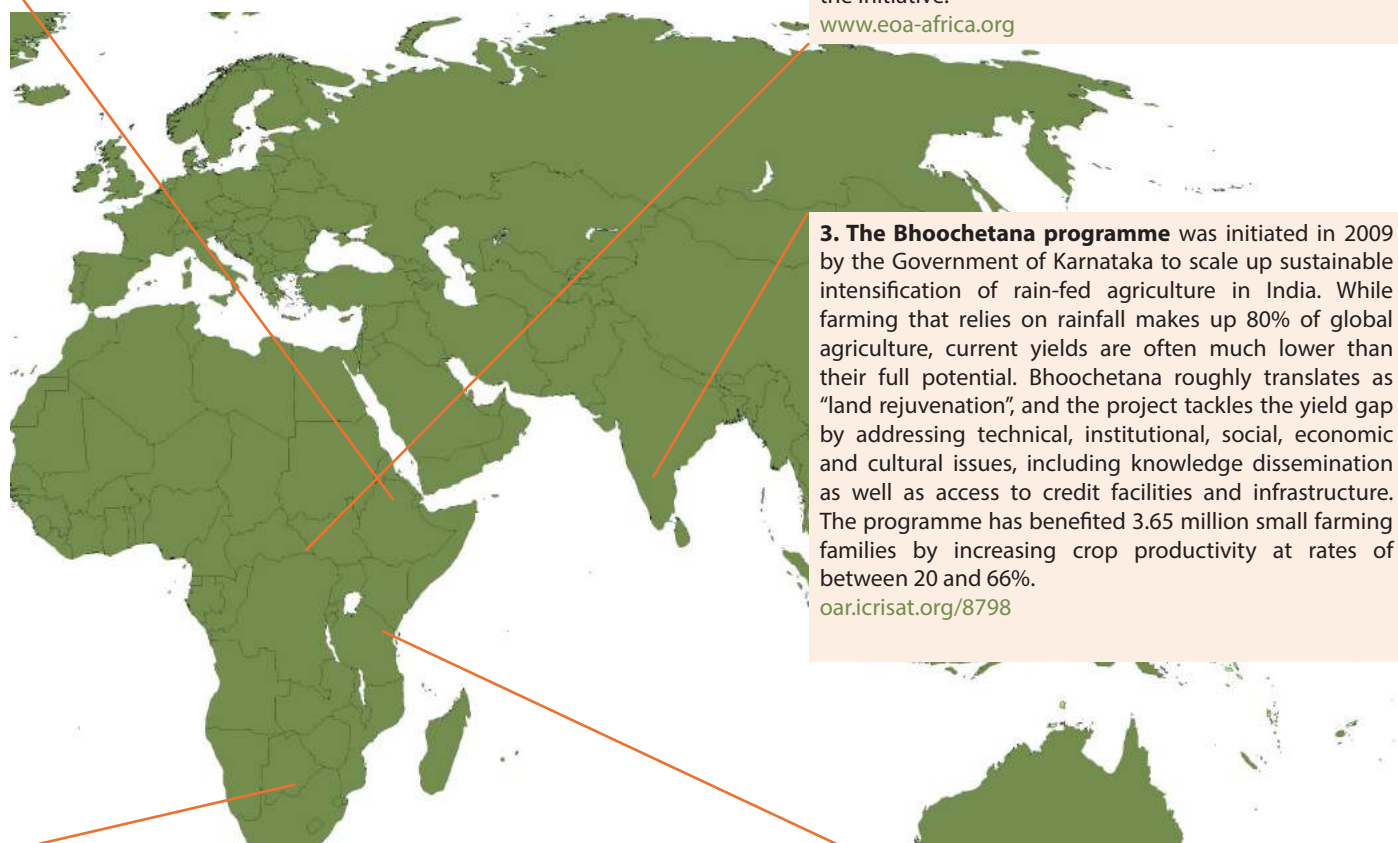 the initiative.
www.eoa-africa.org
3. The Bhoochetana programme was initiated in 2009
by the Government of Karnataka to scale up sustainable
intensification of rain-fed agriculture in India. While
farming that relies on rainfall makes up 80% of global
agriculture, current yields are often much lower than
their full potential. Bhoochetana roughly translates as
“land rejuvenation”, and the project tackles the yield gap
by addressing technical, institutional, social, economic
and cultural issues, including knowledge dissemination
as well as access to credit facilities and infrastructure.
The programme has benefited 3.65 million small farming
families by increasing crop productivity at rates of
between 20 and 66%.
oar.icrisat.org/8798